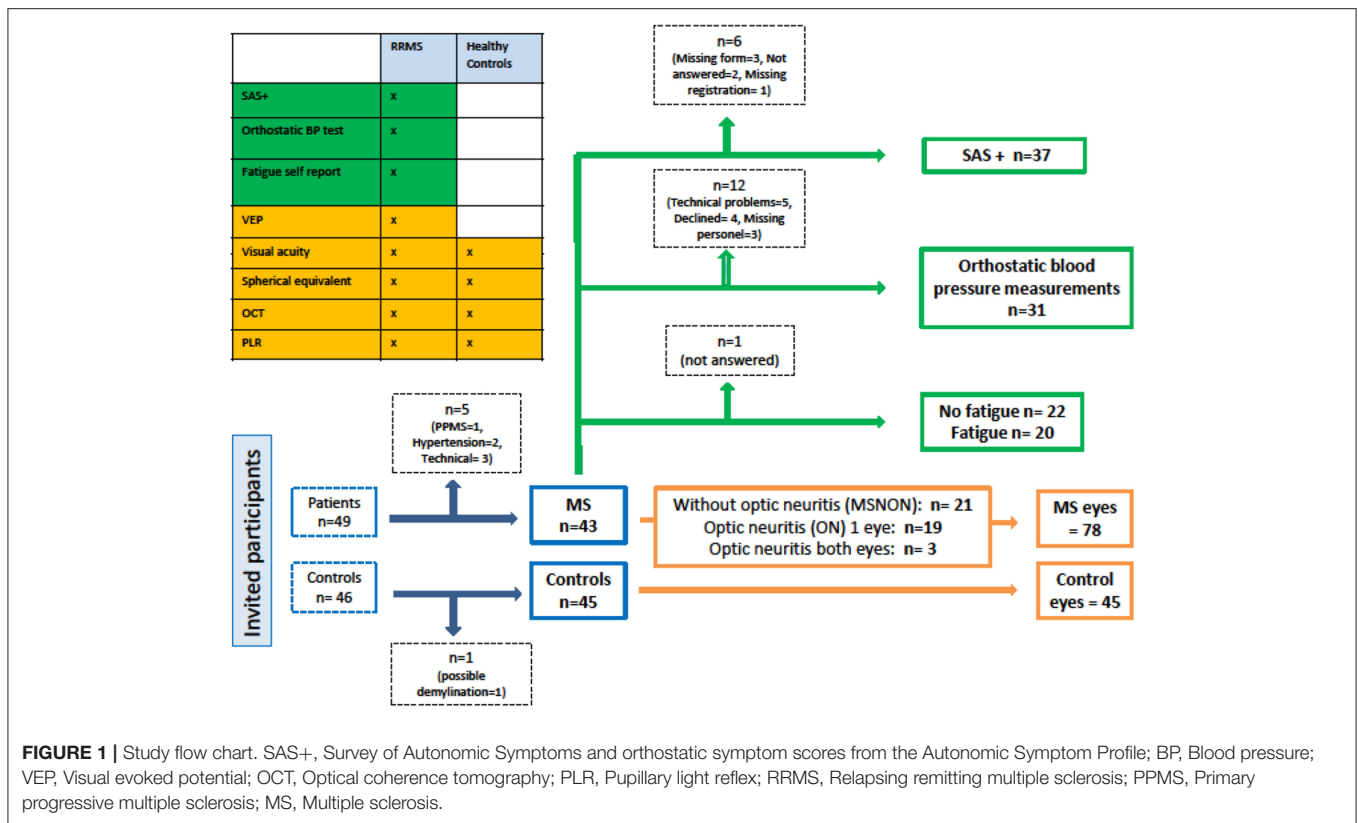 RRMS
Healthy
Controls
SAS+ x
Orthostatic BP test x
Fatigue self report x
VEP x
Visual acuity x x
Spherical equivalent x x
OCT x x
PLR x x
n=6
(Missing form=3, Not
answered=2, Missing
registration= 1)
SAS + n=37
n=12
(Technical problems=5,
Declined= 4, Missing
personel=3)
Orthostatic blood
pressure measurements
n=31
n=1
(not answered)
No fatigue n= 22
Fatigue n= 20
n=5
(PPMS=1,
Hypertension=2,
Technical= 3)
Invited participants
Patients
n=49
MS
n=43
Without optic neuritis (MSNON): n= 21
Optic neuritis (ON) 1 eye: n=19
Optic neuritis both eyes: n= 3
MS eyes
= 78
Controls
n= 46
Controls
n=45
Control
eyes = 45
n=1
(possible
demylination=1)
FIGURE 1 | Study flow chart. SAS+, Survey of Autonomic Symptoms and orthostatic symptom scores from the Autonomic Symptom Profile; BP, Blood pressure;
VEP, Visual evoked potential; OCT, Optical coherence tomography; PLR, Pupillary light reflex; RRMS, Relapsing remitting multiple sclerosis; PPMS, Primary
progressive multiple sclerosis; MS, Multiple sclerosis.